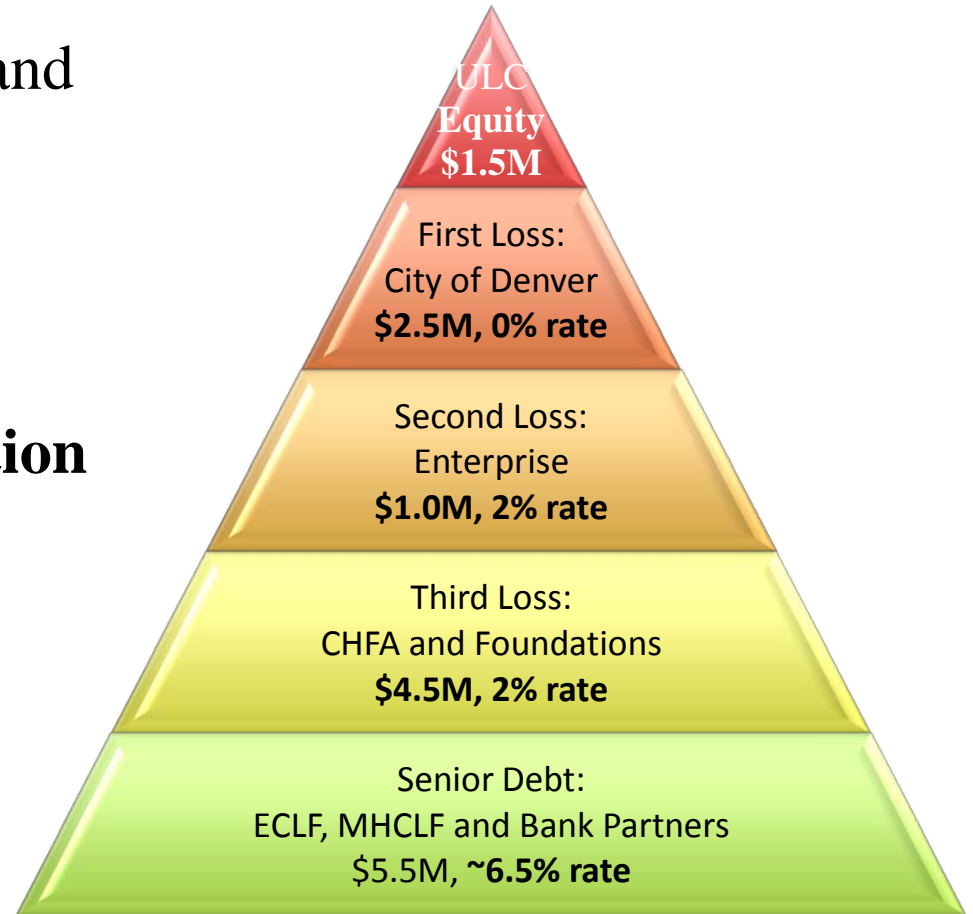 and
ULC
Equity
$1.5M
First Loss:
City of Denver
$2.5M, 0% rate
tion
Second Loss:
Enterprise
$1.0M, 2% rate
Third Loss:
CHFA and Foundations
$4.5M, 2% rate
Senior Debt:
ECLF, MHCLF and Bank Partners
$5.5M, ~6.5% rate